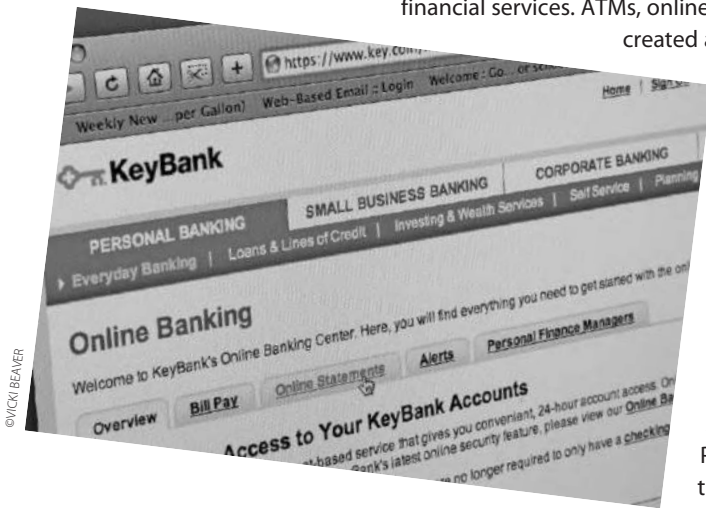 financial services. ATMs, online
created a
https://www.key.com/
Weekly New ...per Gallon) Web-Based Email :: Login Welcome : Go... or
Home | Sign
KeyBank
PERSONAL BANKING SMALL BUSINESS BANKING CORPORATE BANKING
Everyday Banking | Loans & Lines of Credit | Investing & Wealth Services | Self Service | Planning
Online Banking
Welcome to KeyBank's Online Banking Center. Here, you will find everything you need to get started with the onl
Overview Bill Pay Online Statements Alerts Personal Finance Managers
Access to Your KeyBank Accounts
-based service that gives you convenient, 24-hour account access. On
Bank's latest online security feature, please view our Online Ba
no longer required to only have a checking
©VICKI BEAVER